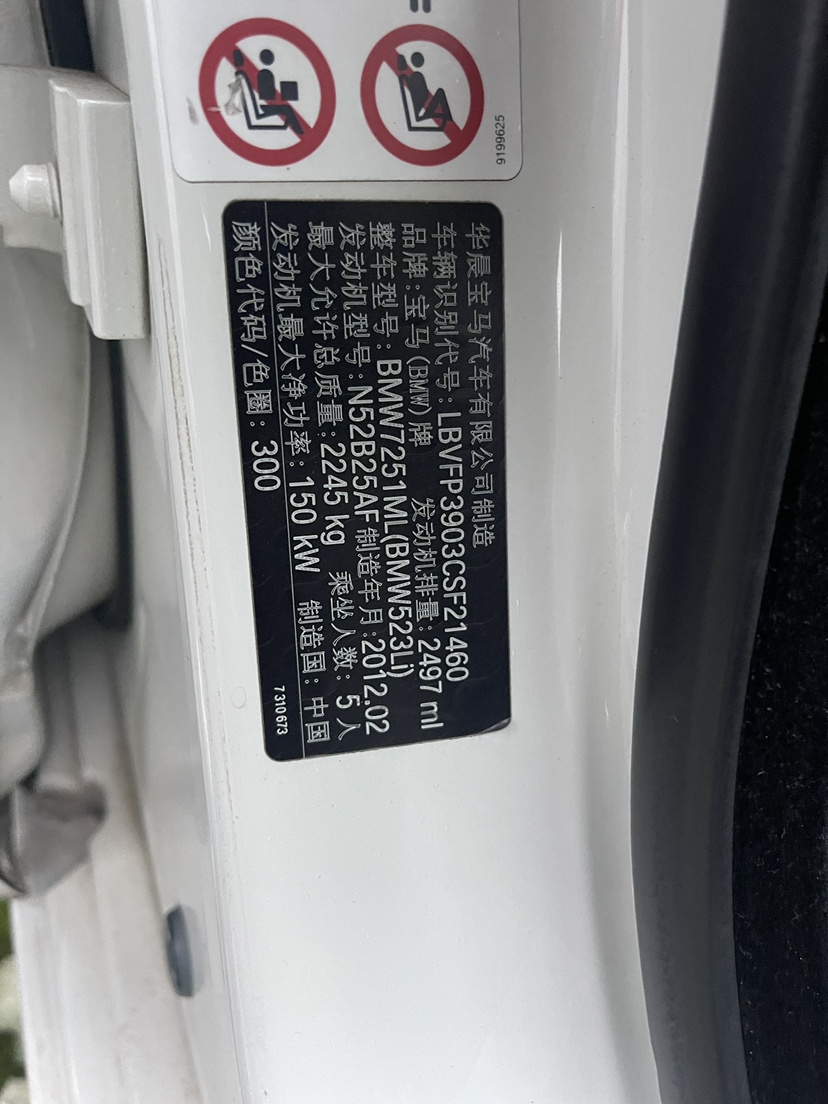 9199625
华晨宝马汽车有限公司制造
车辆识别代号:LBVFP3903CSF21460
品牌:宝马(BMW)牌 发动机排量:2497 ml
整车型号:BMW7251ML(BMW523Li)
发动机型号:N52B25AF 制造年月:2012.02
最大允许总质量:2245 kg 乘坐人数:5人
发动机最大净功率:150 kW 制造国:中国
颜色代码/色圈:300
7310673